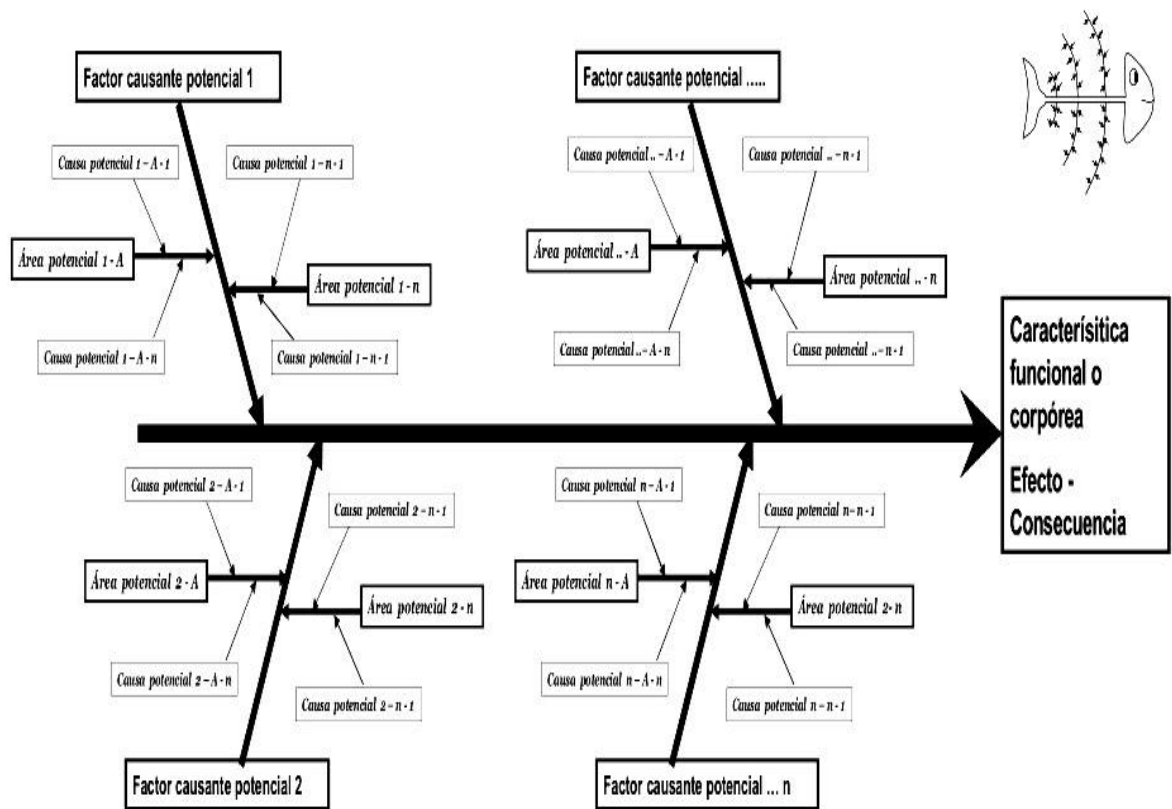 Factor causante potencial 1
Factor causante potencial .....
Causa potencial 1 – A - 1
Causa potencial 1 – n - 1
Causa potencial .. – A - 1
Causa potencial .. – n - 1
Área potencial 1 - A
Área potencial 1 - n
Área potencial .. - A
Área potencial .. - n
Causa potencial 1 – A - n
Causa potencial 1 – n - 1
Causa potencial .. – A - n
Causa potencial .. – n - 1
Caracterísitica
funcional o
corpórea
Efecto -
Consecuencia
Causa potencial 2 – A - 1
Causa potencial 2 – n - 1
Causa potencial n – A - 1
Causa potencial n – n - 1
Área potencial 2 - A
Área potencial 2 - n
Área potencial n - A
Área potencial 2 - n
Causa potencial 2 – A - n
Causa potencial 2 – n - 1
Causa potencial n – A - n
Causa potencial n – n - 1
Factor causante potencial 2
Factor causante potencial ... n